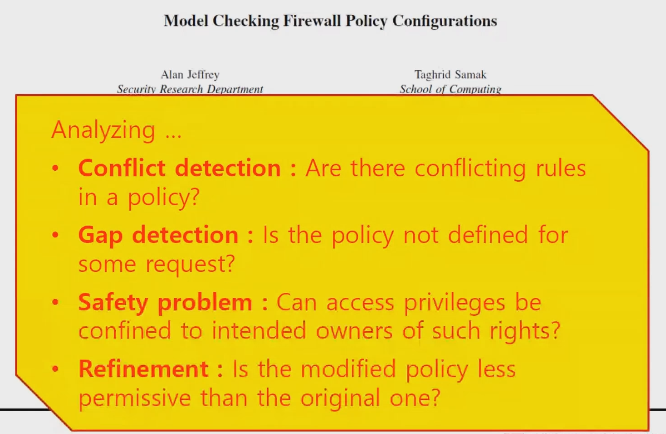 Model Checking Firewall Policy Configurations
Alan Jeffrey Taghrid Samak
Security Research Department School of Computing
Analyzing ...
• Conflict detection : Are there conflicting rules
in a policy?
• Gap detection : Is the policy not defined for
some request?
• Safety problem : Can access privileges be
confined to intended owners of such rights?
• Refinement : Is the modified policy less
permissive than the original one?